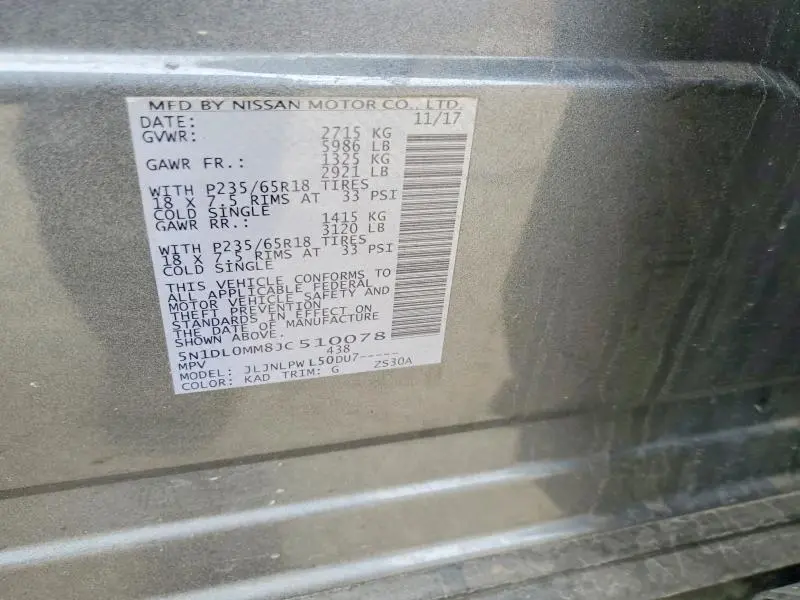 MFD BY NISSAN MOTOR CO., LTD.
DATE: 11/17
GVWR: 2715 KG
5986 LB
GAWR FR.: 1325 KG
2921 LB
WITH P235/65R18 TIRES
18 X 7.5 RIMS AT 33 PSI
COLD SINGLE
GAWR RR.: 1415 KG
3120 LB
WITH P235/65R18 TIRES
18 X 7.5 RIMS AT 33 PSI
COLD SINGLE
THIS VEHICLE CONFORMS TO
ALL APPLICABLE FEDERAL
MOTOR VEHICLE SAFETY AND
THEFT PREVENTION
STANDARDS IN EFFECT ON
THE DATE OF MANUFACTURE
SHOWN ABOVE.
5N1DL0MM8JC510078
MPV 438
MODEL: JLJNLPWL50DU7-----
COLOR: KAD TRIM: G ZS30A